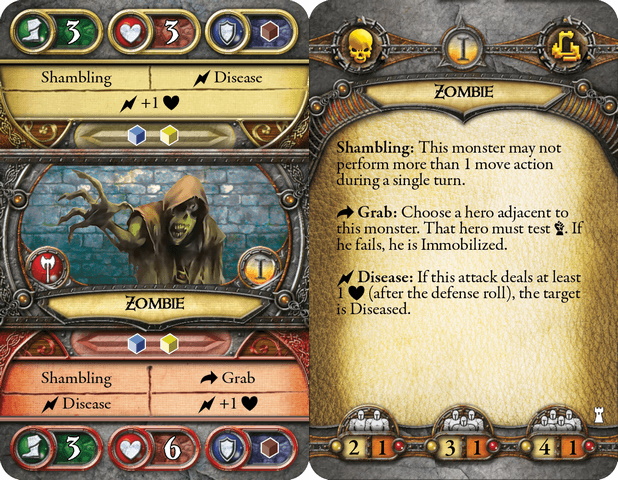 3 3
Shambling Disease
+1
I
ZOMBIE
Shambling Grab
Disease +1
3 6
I
ZOMBIE
Shambling: This monster may not
perform more than 1 move action
during a single turn.
Grab: Choose a hero adjacent to
this monster. That hero must test . If
he fails, he is Immobilized.
Disease: If this attack deals at least
1 (after the defense roll), the target
is Diseased.
2 1 3 1 4 1